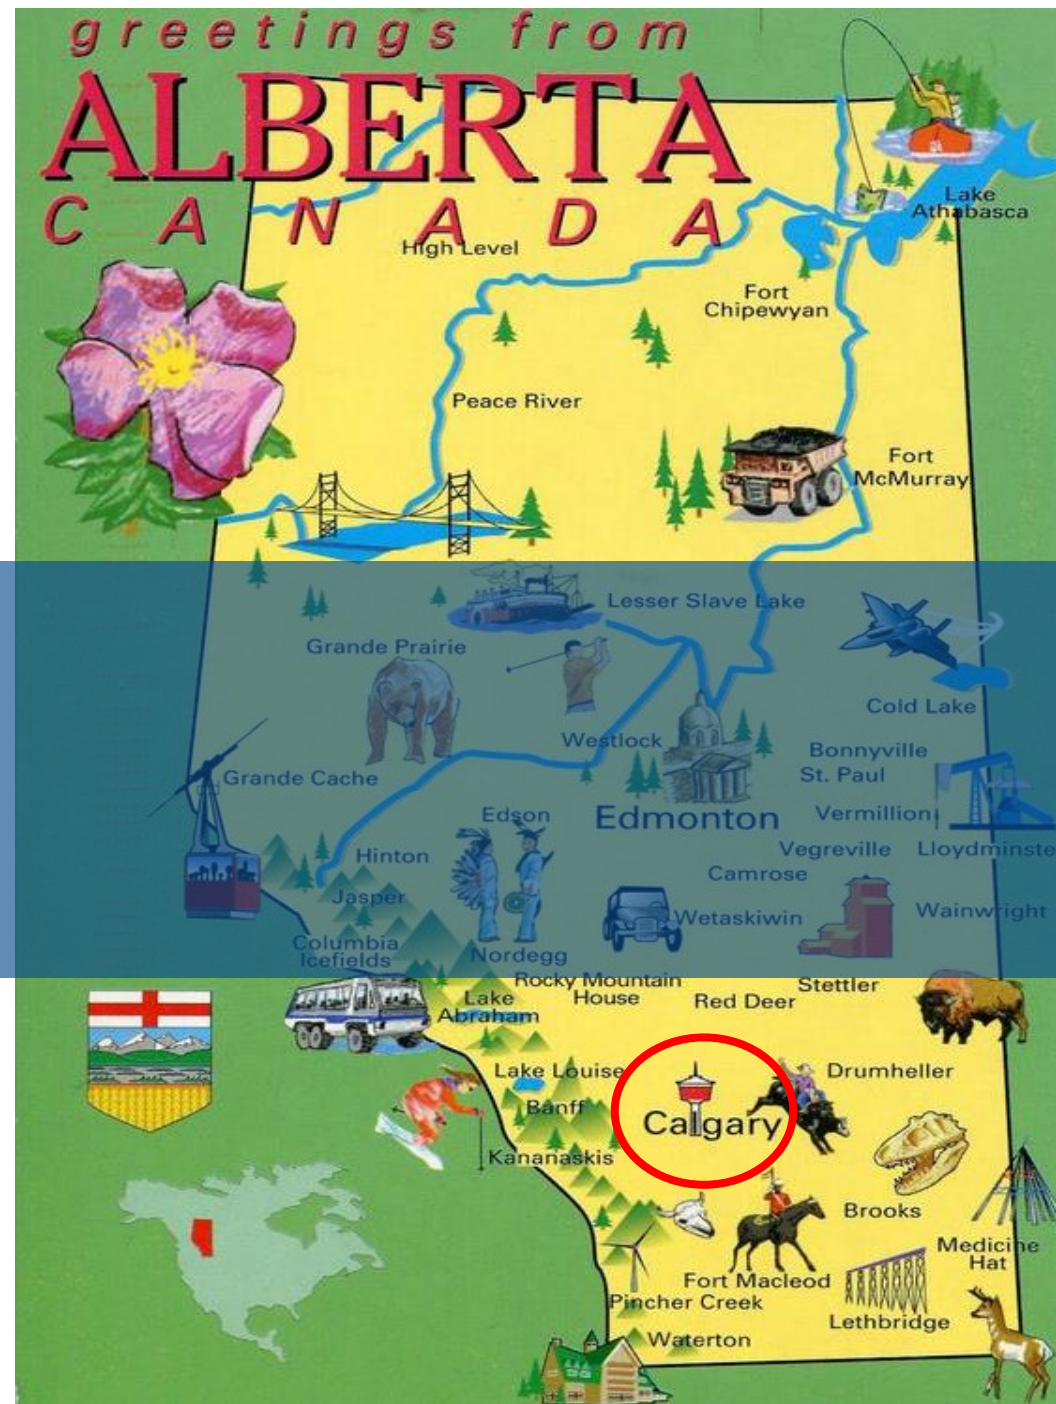 greetings from
ALBERTA
CANADA
Lake
Athabasca
High Level
Fort
Chipewyan
Peace River
Fort
McMurray
Lesser Slave Lake
Grande Prairie
Cold Lake
Westlock
Bonnyville
Grande Cache
St. Paul
Edson
Edmonton
Vermillion
Hinton
Vegreville
Lloydminste
Camrose
Jasper
Wetaskiwin
Wainwright
Columbia
Icefields
Nordegg
Rocky Mountain
House
Stettler
Lake
Abraham
Red Deer
Lake Louise
Drumheller
Banff
Calgary
Kananaskis
Brooks
Medicine
Hat
Fort Macleod
Pincher Creek
Lethbridge
Waterton